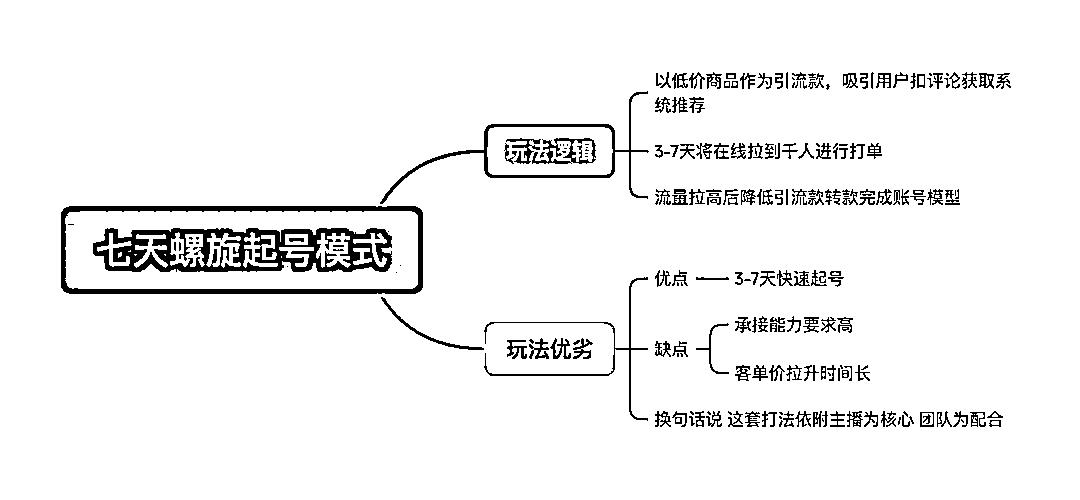 七天螺旋起号模式
玩法逻辑
以低价商品作为引流款，吸引用户扣评论获取系
统推荐
3-7天将在线拉到千人进行打单
流量拉高后降低引流款转款完成账号模型
玩法优劣
优点
3-7天快速起号
缺点
承接能力要求高
客单价拉升时间长
换句话说 这套打法依附主播为核心 团队为配合